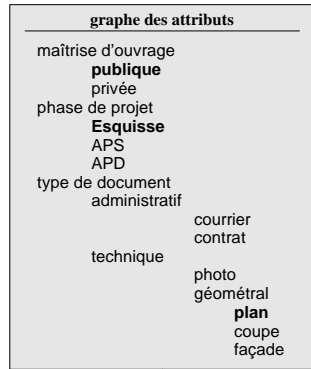 graphe des attributs
maîtrise d'ouvrage
publique
privée
phase de projet
Esquisse
APS
APD
type de document
administratif
courrier
contrat
technique
photo
géométral
plan
coupe
façade